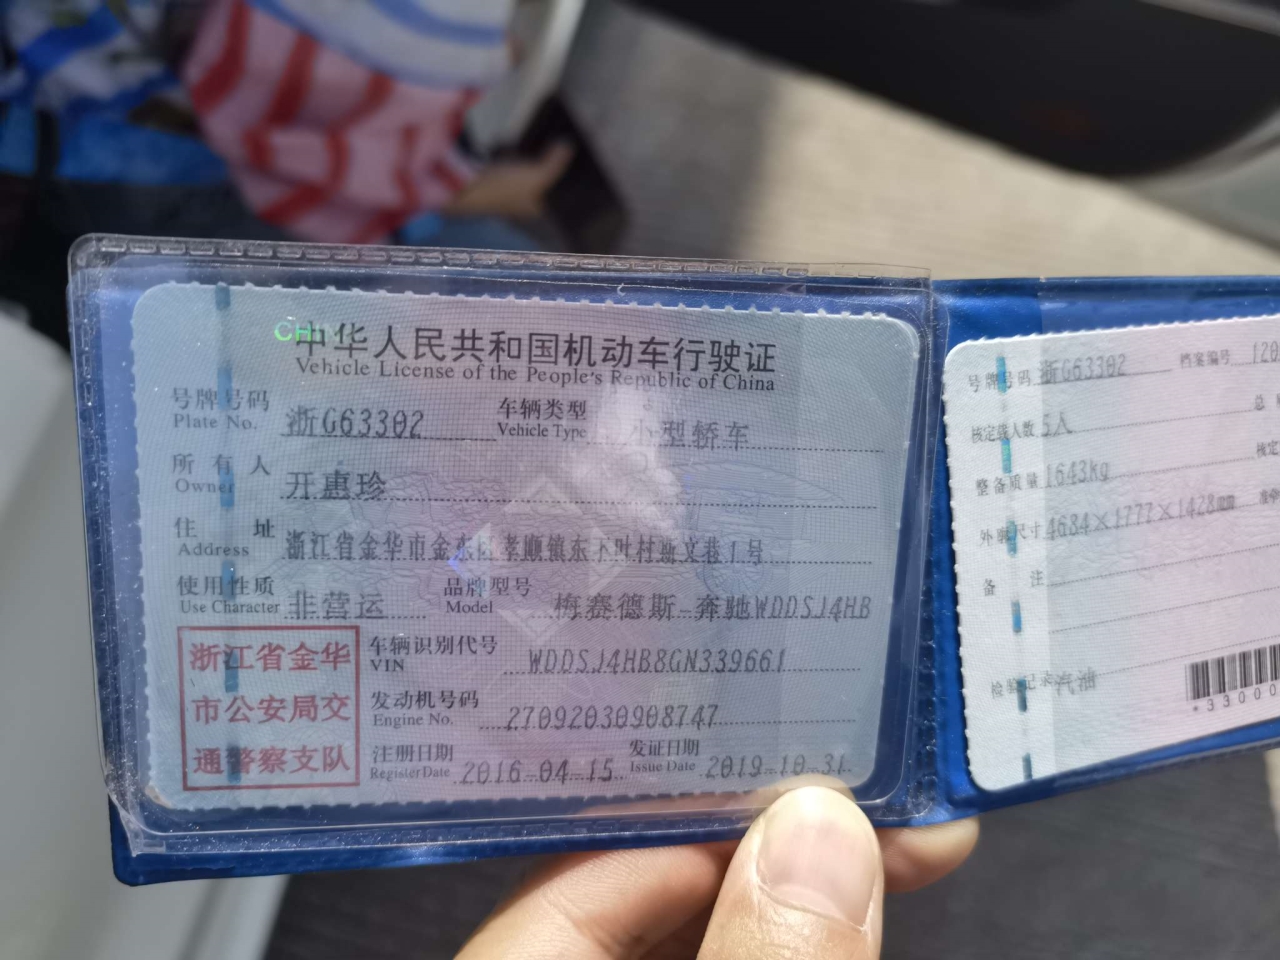 中华人民共和国机动车行驶证
Vehicle License of the People's Republic of China
号牌号码 浙G63302 车辆类型 小型轿车
Plate No. Vehicle Type
所有人 开惠珍
Owner
住址 浙江省金华市金东区孝顺镇东下叶村 文巷1号
Address
使用性质 非营运 品牌型号 梅赛德斯-奔驰WDDSJ4HB
Use Character Model
浙江省金华
市公安局交
通警察支队
车辆识别代号 WDDSJ4HB8GN339661
VIN
发动机号码 27092030908747
Engine No.
注册日期 2016-04-15 发证日期 2019-10-31
Register Date Issue Date
号牌号码 浙G63302 档案编号 120
核定载人数 5人 总
整备质量 1643kg 核定
外廓尺寸 4684×1777×1428mm
备注
检验记录 汽油
*33000